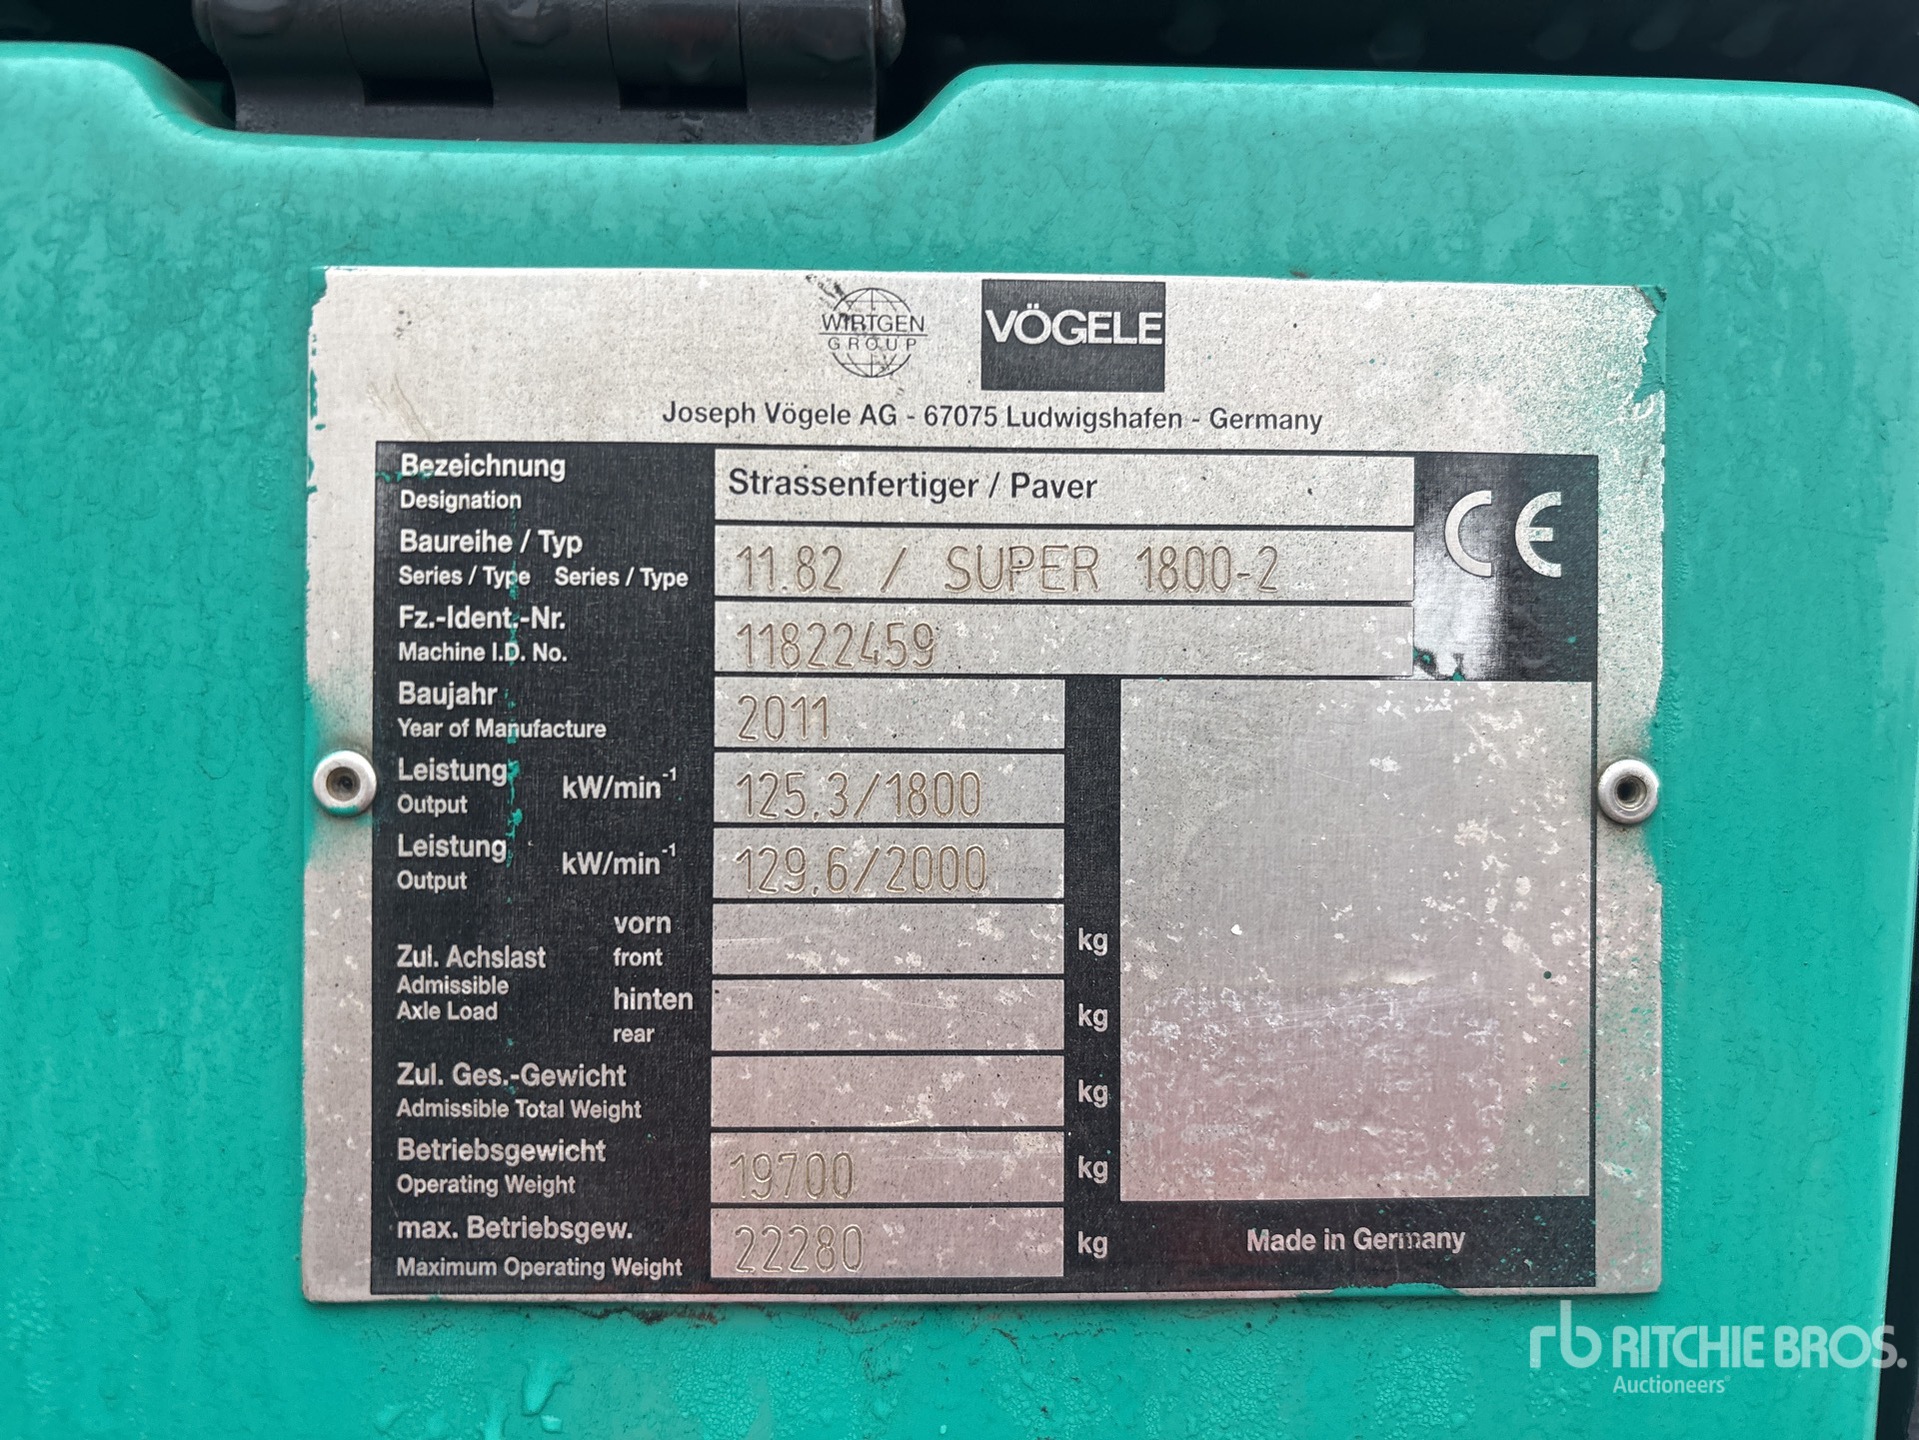 WIRTGEN
GROUP
VÖGELE
Joseph Vögele AG - 67075 Ludwigshafen - Germany
Bezeichnung
Designation
Strassenfertiger / Paver
CE
Baureihe / Typ
Series / Type Series / Type
11.82 / SUPER 1800-2
Fz.-Ident.-Nr.
Machine I.D. No.
11822459
Baujahr
Year of Manufacture
2011
Leistung
Output
kW/min⁻¹
125.3/1800
Leistung
Output
kW/min⁻¹
129.6/2000
Zul. Achslast
Admissible
Axle Load
vorn
front
kg
hinten
rear
kg
Zul. Ges.-Gewicht
Admissible Total Weight
kg
Betriebsgewicht
Operating Weight
19700
kg
max. Betriebsgew.
Maximum Operating Weight
22280
kg
Made in Germany
rb RITCHIE BROS.
Auctioneers